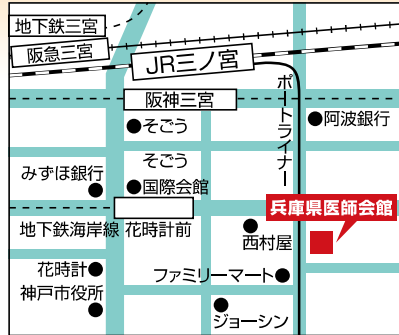 地下鉄三宮
阪急三宮
JR三ノ宮
阪神三宮
ポートライナー
そごう
阿波銀行
そごう
みずほ銀行
国際会館
兵庫県医師会館
地下鉄海岸線 花時計前
西村屋
花時計
ファミリーマート
神戸市役所
ジョーシン